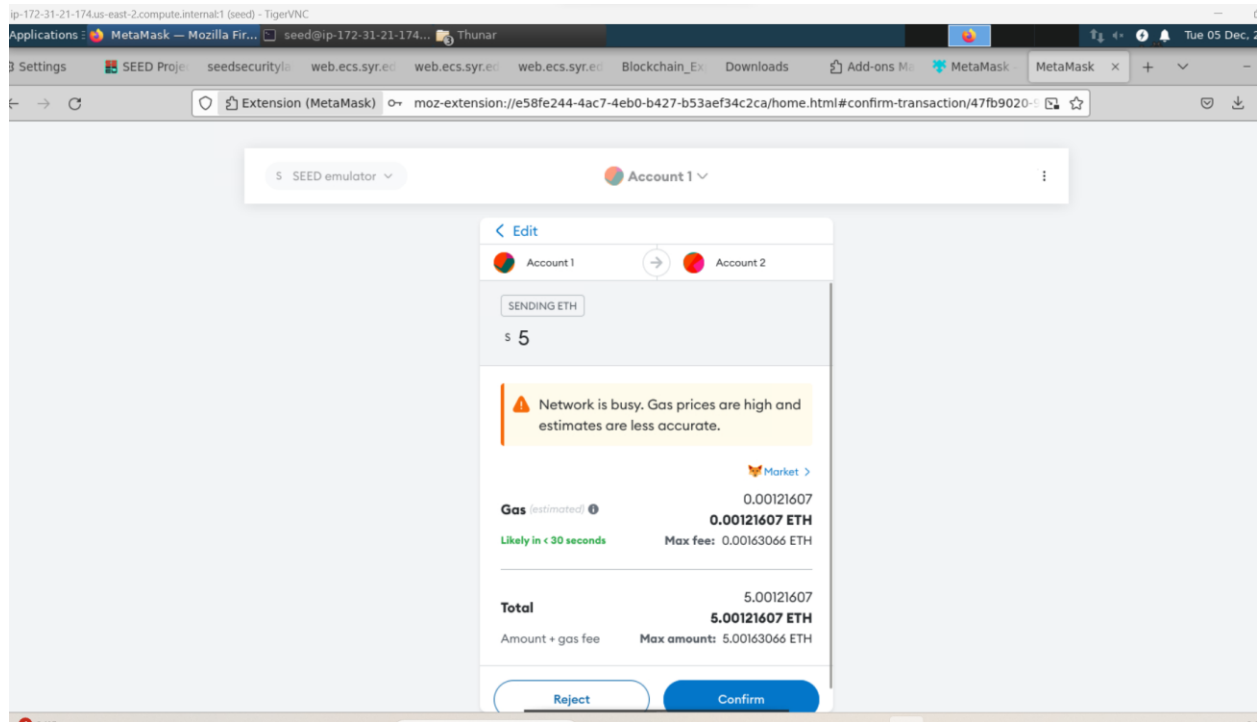 ip-172-31-21-174.us-east-2.compute.internal:1 (seed) - TigerVNC
Applications : MetaMask — Mozilla Fir... seed@ip-172-31-21-174... Thunar Tue 05 Dec, 2
Settings SEED Projec seedsecurityla web.ecs.syr.ed web.ecs.syr.ed web.ecs.syr.ed Blockchain_Ex Downloads Add-ons Ma MetaMask MetaMask
Extension (MetaMask) moz-extension://e58fe244-4ac7-4eb0-b427-b53aef34c2ca/home.html#confirm-transaction/47fb9020-
S SEED emulator Account 1
Edit
Account 1 Account 2
SENDING ETH
S 5
Network is busy. Gas prices are high and
estimates are less accurate.
Market >
0.00121607
Gas (estimated) 0.00121607 ETH
Likely in < 30 seconds Max fee: 0.00163066 ETH
5.00121607
Total 5.00121607 ETH
Amount + gas fee Max amount: 5.00163066 ETH
Reject Confirm